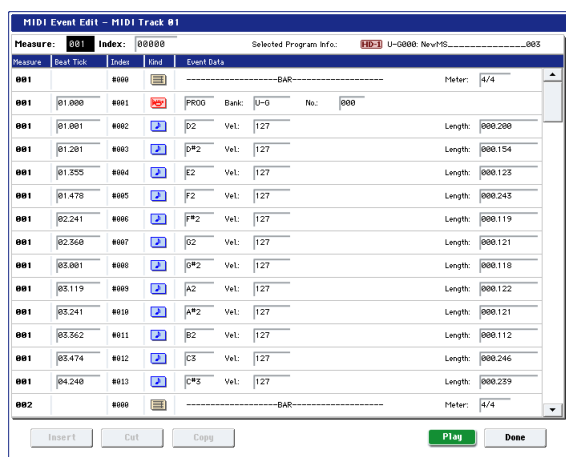 MIDI Event Edit – MIDI Track 01
Measure: 001 Index: 00000 Selected Program Info.: HD-1 U-G000: NewMS________________003
Measure Beat Tick Index Kind Event Data
001 #000 --------------------BAR-------------------- Meter: 4/4
001 01.000 #001 PROG Bank: U-G No.: 000
001 01.001 #002 D2 Vel.: 127 Length: 000.200
001 01.201 #003 D#2 Vel.: 127 Length: 000.154
001 01.355 #004 E2 Vel.: 127 Length: 000.123
001 01.478 #005 F2 Vel.: 127 Length: 000.243
001 02.241 #006 F#2 Vel.: 127 Length: 000.119
001 02.360 #007 G2 Vel.: 127 Length: 000.121
001 03.001 #008 G#2 Vel.: 127 Length: 000.118
001 03.119 #009 A2 Vel.: 127 Length: 000.122
001 03.241 #010 A#2 Vel.: 127 Length: 000.121
001 03.362 #011 B2 Vel.: 127 Length: 000.112
001 03.474 #012 C3 Vel.: 127 Length: 000.246
001 04.240 #013 C#3 Vel.: 127 Length: 000.239
002 #000 --------------------BAR-------------------- Meter: 4/4
Insert Cut Copy Play Done